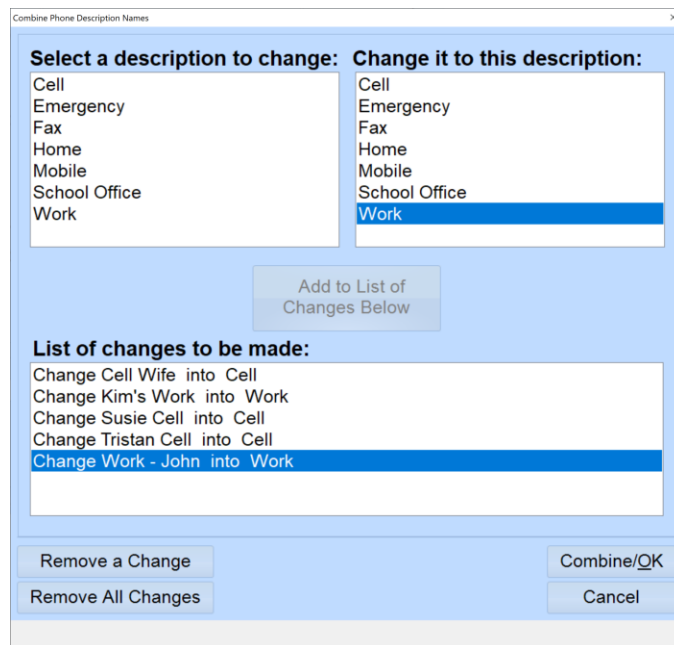 Combine Phone Description Names
Select a description to change:
Cell
Emergency
Fax
Home
Mobile
School Office
Work
Change it to this description:
Cell
Emergency
Fax
Home
Mobile
School Office
Work
Add to List of
Changes Below
List of changes to be made:
Change Cell Wife into Cell
Change Kim's Work into Work
Change Susie Cell into Cell
Change Tristan Cell into Cell
Change Work - John into Work
Remove a Change
Combine/OK
Remove All Changes
Cancel